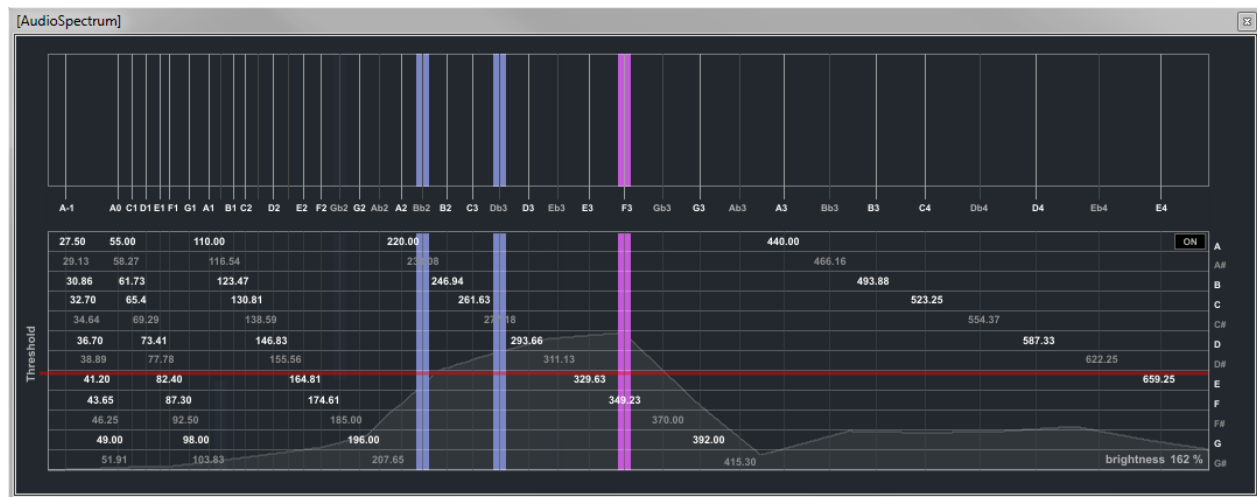 [AudioSpectrum]
A-1 A0 C1 D1 E1 F1 G1 A1 B1 C2 D2 E2 F2 Gb2 G2 Ab2 A2 Bb2 B2 C3 Db3 D3 Eb3 E3 F3 Gb3 G3 Ab3 A3 Bb3 B3 C4 Db4 D4 Eb4 E4
27.50 55.00 110.00 220.00 440.00 ON A
29.13 58.27 116.54 466.16 A#
30.86 61.73 123.47 246.94 493.88 B
32.70 65.4 130.81 261.63 523.25 C
34.64 69.29 138.59 554.37 C#
36.70 73.41 146.83 293.66 587.33 D
38.89 77.78 155.56 311.13 622.25 D#
41.20 82.40 164.81 329.63 659.25 E
43.65 87.30 174.61 349.23 F
46.25 92.50 185.00 370.00 F#
49.00 98.00 196.00 392.00 G
51.91 103.83 207.65 415.30 brightness 162 % G#
Threshold